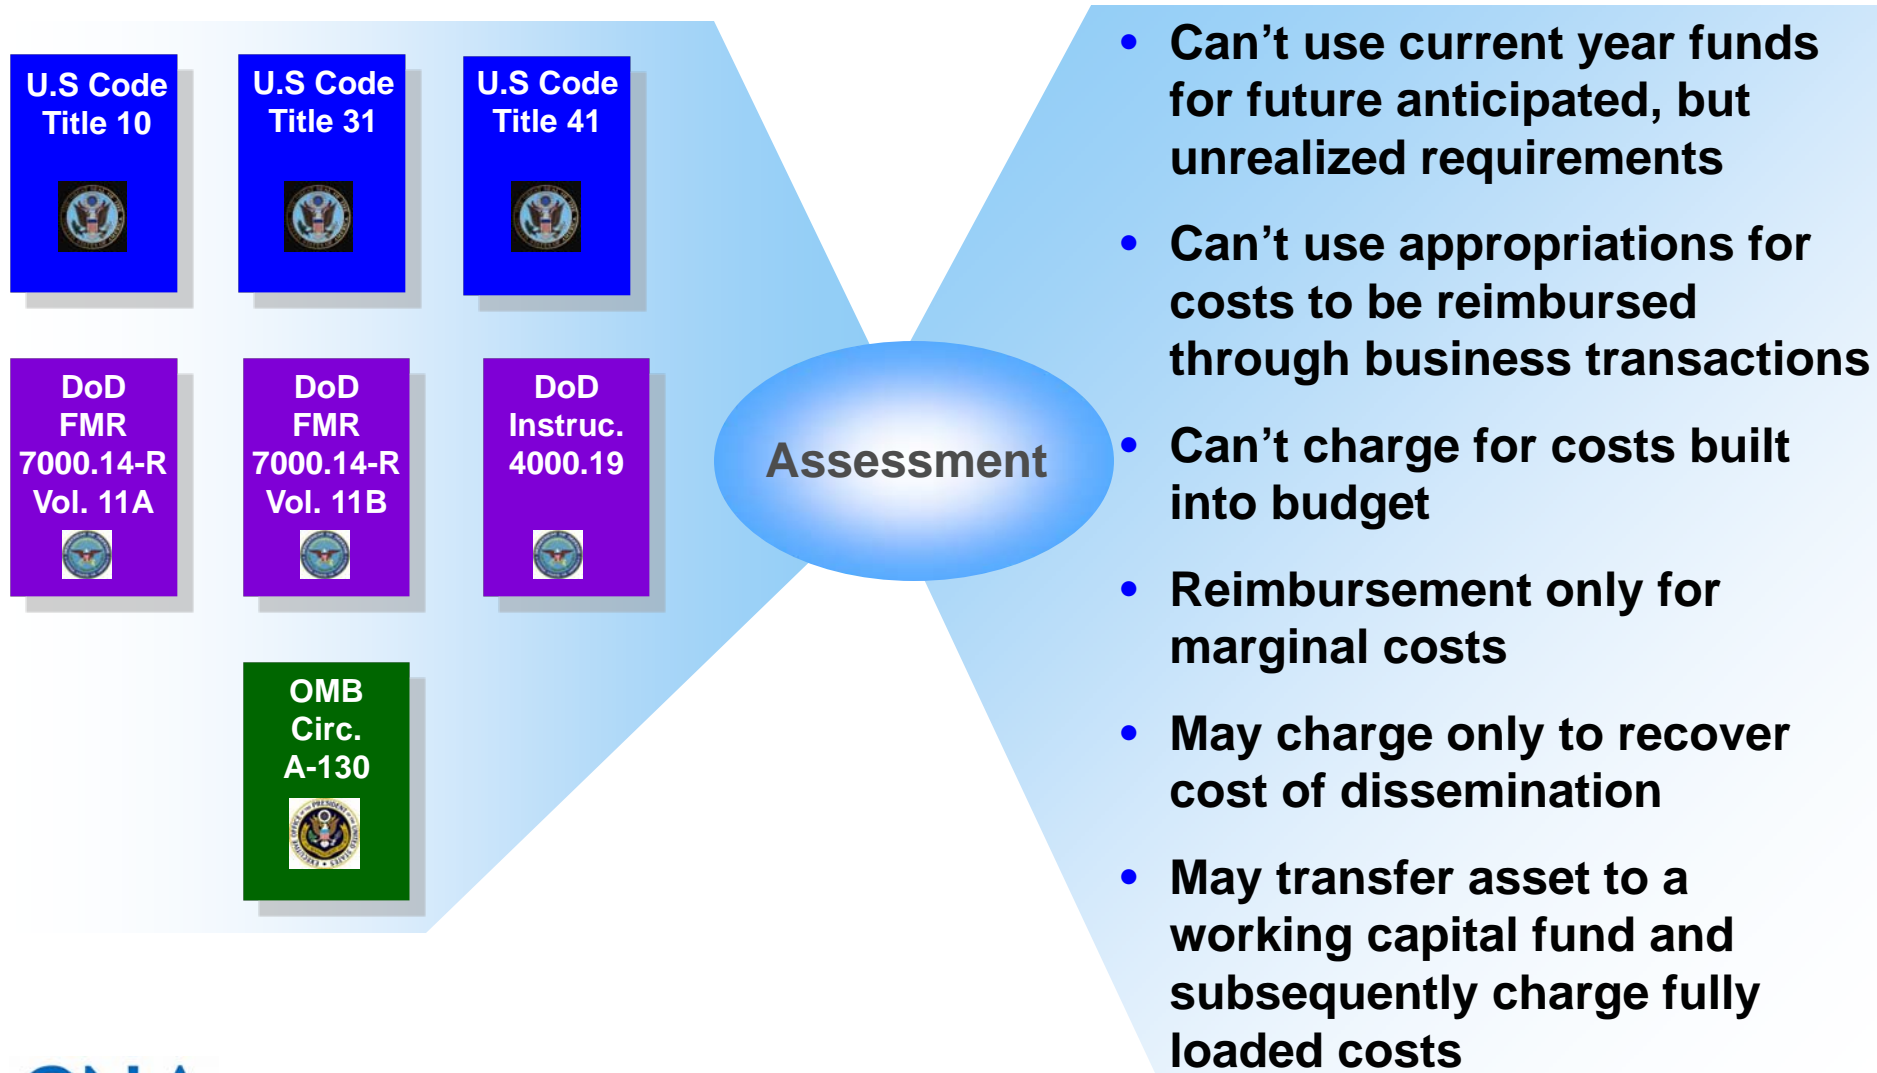 U.S Code
Title 10
U.S Code
Title 31
U.S Code
Title 41
DoD
FMR
7000.14-R
Vol. 11A
DoD
FMR
7000.14-R
Vol. 11B
DoD
Instruc.
4000.19
OMB
Circ.
A-130
Assessment
• Can’t use current year funds
for future anticipated, but
unrealized requirements
• Can’t use appropriations for
costs to be reimbursed
through business transactions
• Can’t charge for costs built
into budget
• Reimbursement only for
marginal costs
• May charge only to recover
cost of dissemination
• May transfer asset to a
working capital fund and
subsequently charge fully
loaded costs